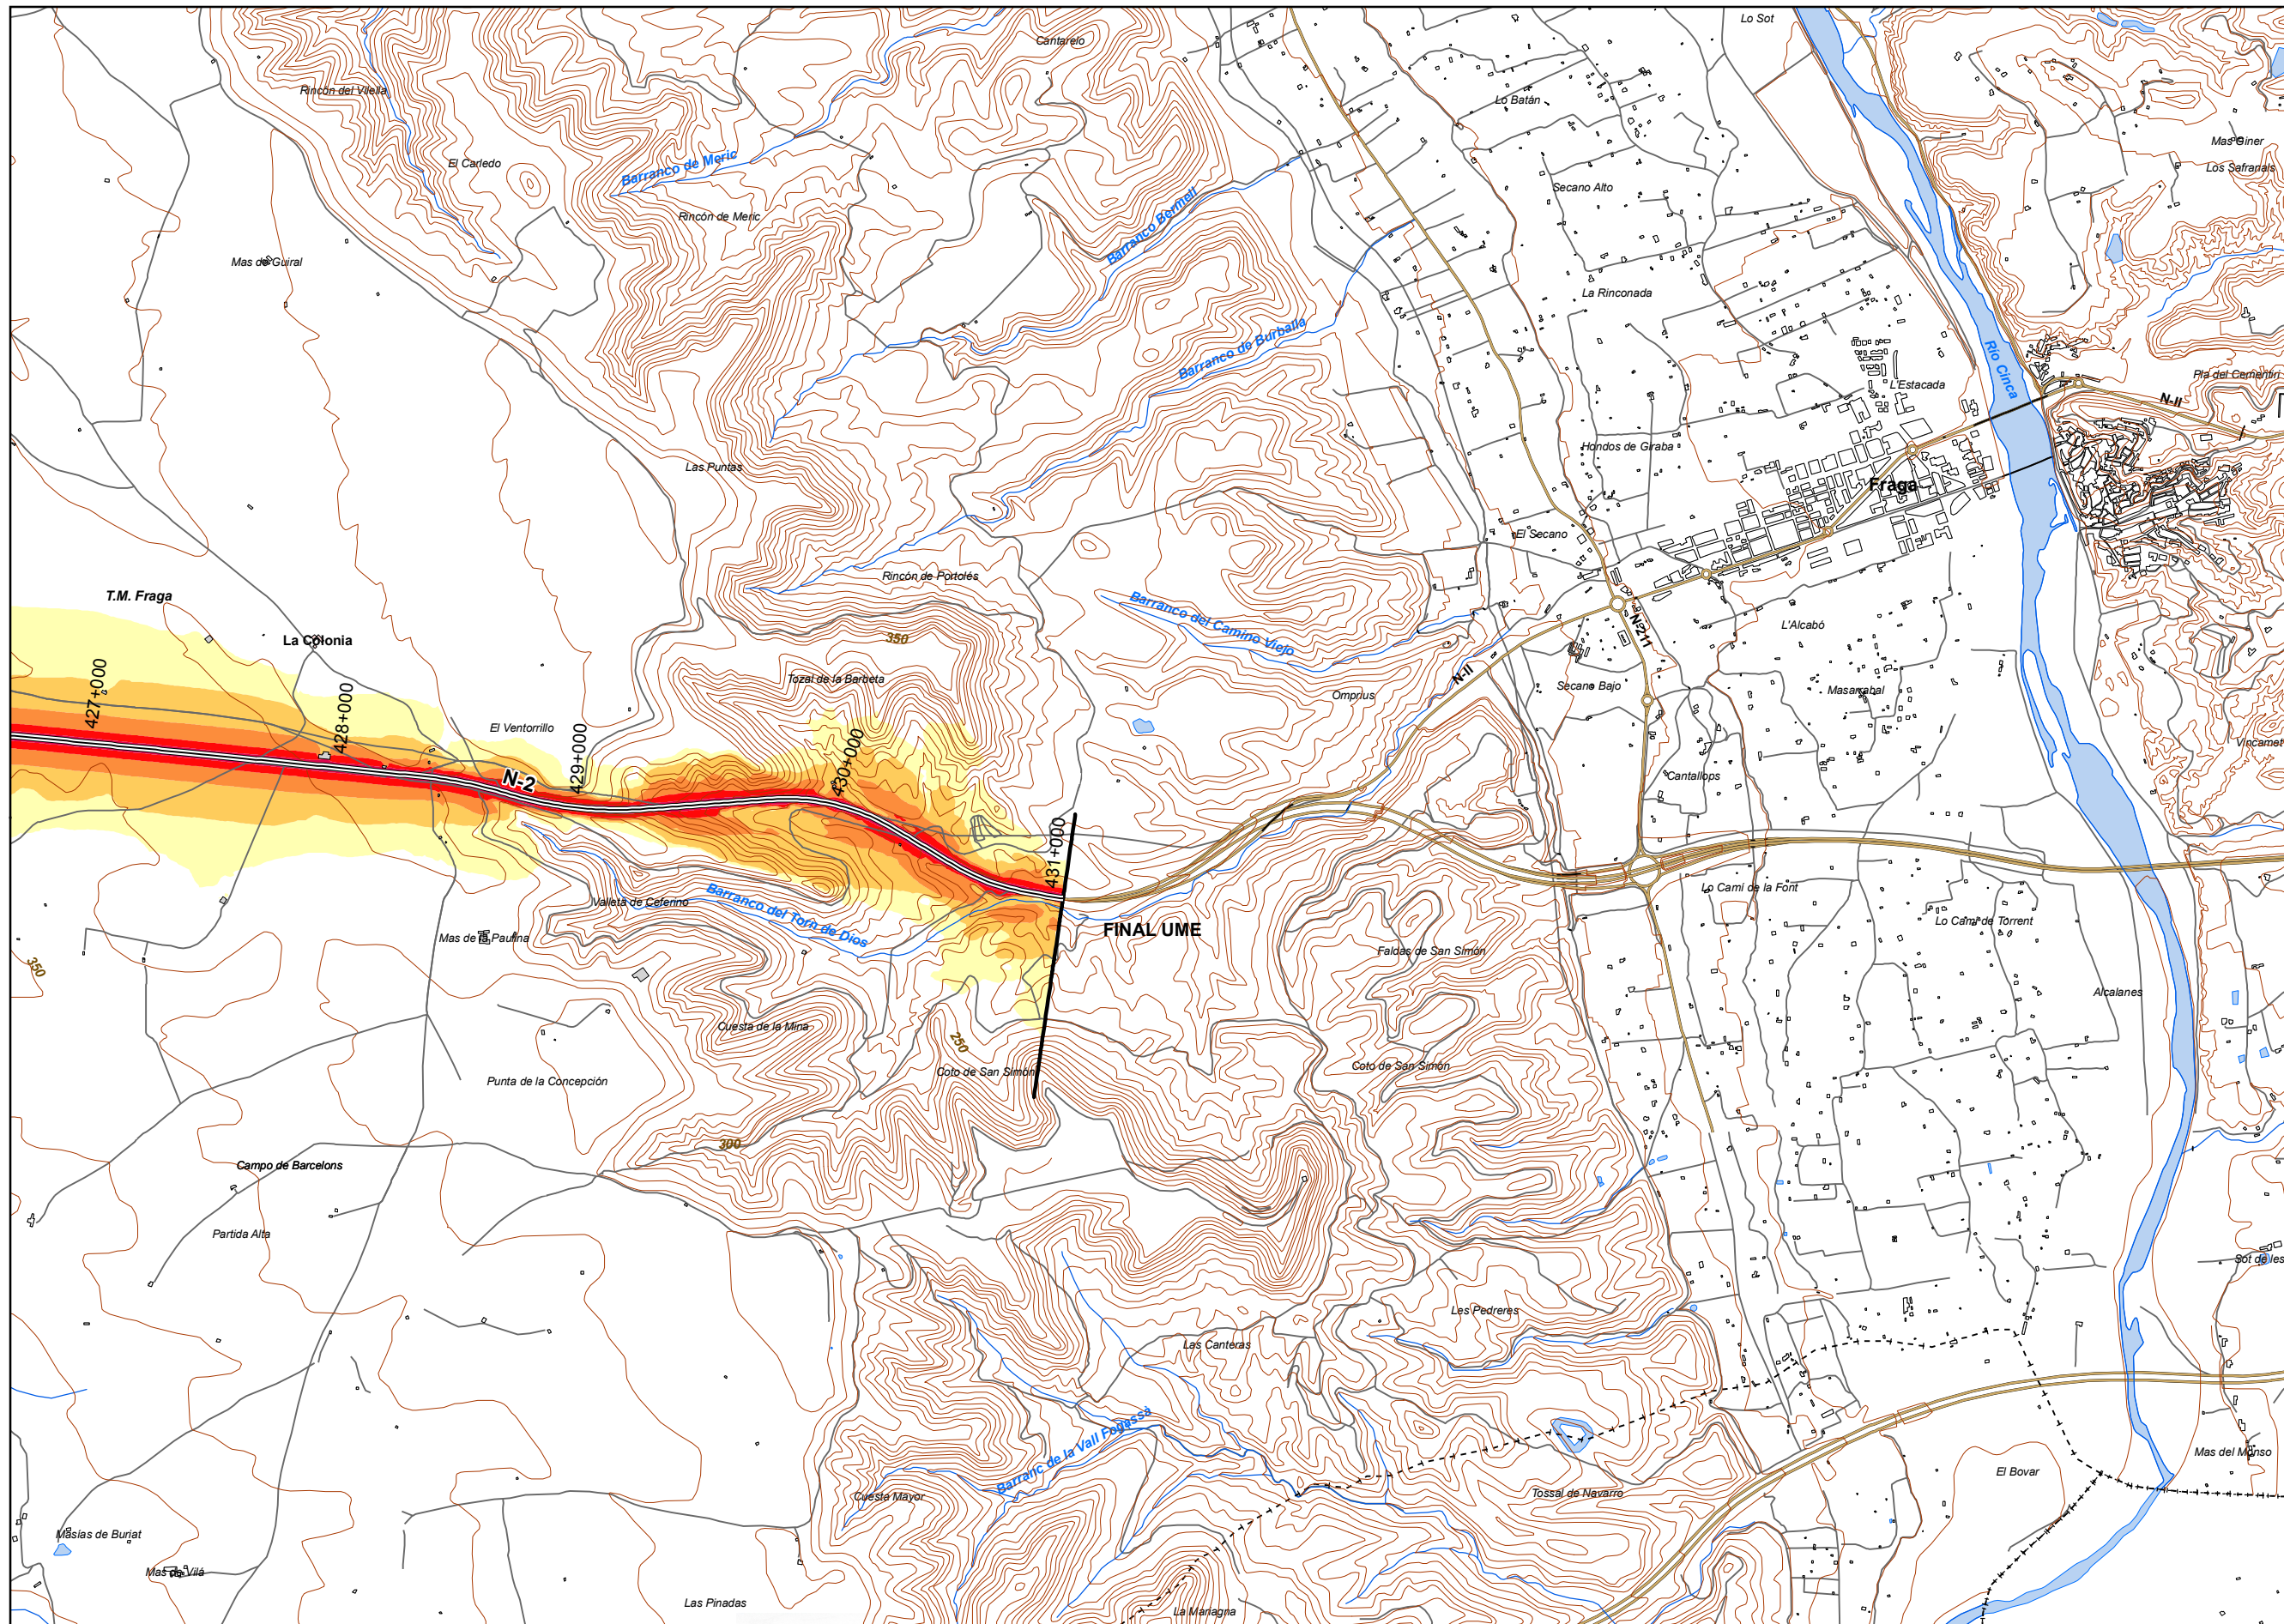 Lo Sot
Cantarelo
Rincón del Vilella
Lo Batán
Mas Giner
El Carledo
Barranco de Meric
Los Safranals
Secano Alto
Rincón de Meric
Barranco Bermell
Mas de Guiral
La Rinconada
Barranco de Burballa
Río Cinca
Pla del Cementiri
L'Estacada
N-II
Hondos de Giraba
Las Puntas
Fraga
El Secano
Rincón de Portolés
T.M. Fraga
Barranco del Camino Viejo
L'Alcabó
N-211
La Colonia
350
N-II
Tozal de la Barbeta
Secano Bajo
Omprius
Masarrabal
427+000
428+000
El Ventorrillo
429+000
430+000
Vincamet
N-2
Cantallops
431+000
Lo Camí de la Font
Valleta de Ceferino
Barranco del Torm de Dios
Lo Camí de Torrent
FINAL UME
Mas de la Paulina
Faldas de San Simón
350
Alcalanes
Cuesta de la Mina
250
Coto de San Simón
Coto de San Simón
Punta de la Concepción
300
Campo de Barcelons
Partida Alta
Sot de les
Les Pedreres
Las Canteras
Barranc de la Vall Fogassa
Mas del Monso
El Bovar
Cuesta Mayor
Tossal de Navarro
Masías de Buriat
Mas de Vilá
Las Pinadas
La Mariagna